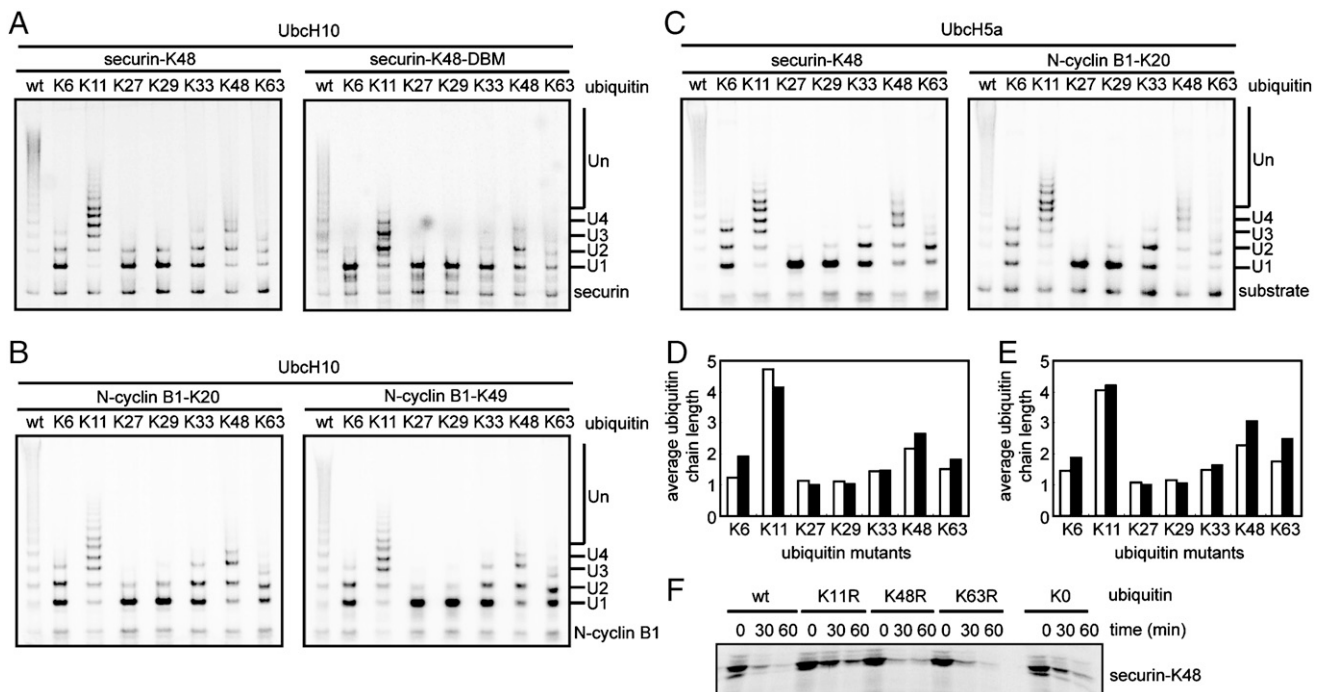 A
UbcH10
securin-K48 securin-K48-DBM
wt K6 K11 K27 K29 K33 K48 K63 wt K6 K11 K27 K29 K33 K48 K63 ubiquitin
Un
U4
U3
U2
U1
securin
B
UbcH10
N-cyclin B1-K20 N-cyclin B1-K49
wt K6 K11 K27 K29 K33 K48 K63 wt K6 K11 K27 K29 K33 K48 K63 ubiquitin
Un
U4
U3
U2
U1
N-cyclin B1
C
UbcH5a
securin-K48 N-cyclin B1-K20
wt K6 K11 K27 K29 K33 K48 K63 wt K6 K11 K27 K29 K33 K48 K63 ubiquitin
Un
U4
U3
U2
U1
substrate
D
average ubiquitin
chain length
5
4
3
2
1
0
K6 K11 K27 K29 K33 K48 K63
ubiquitin mutants
E
average ubiquitin
chain length
5
4
3
2
1
0
K6 K11 K27 K29 K33 K48 K63
ubiquitin mutants
F
wt K11R K48R K63R K0 ubiquitin
0 30 60 0 30 60 0 30 60 0 30 60 0 30 60 time (min)
securin-K48